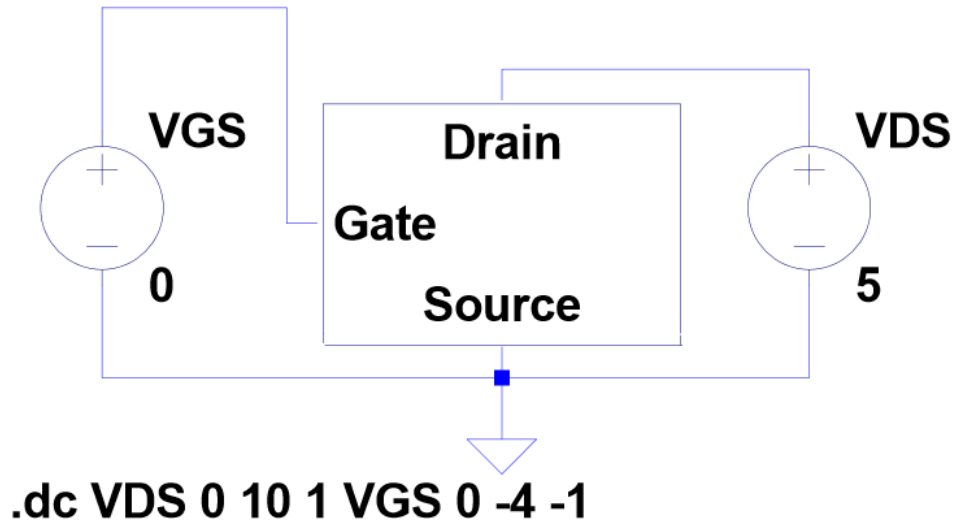 VGS
VDS
Drain
Gate
Source
0
5
.dc VDS 0 10 1 VGS 0 -4 -1